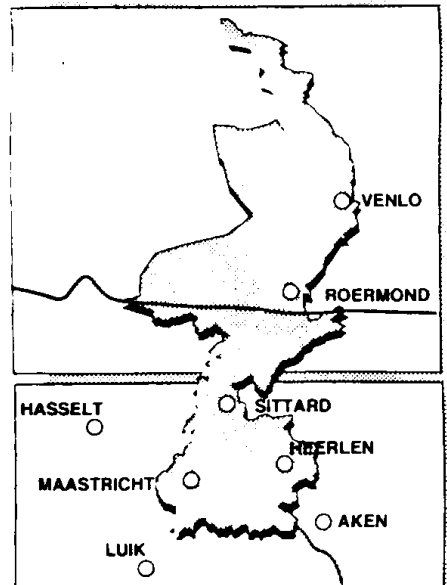 VENLO
ROERMOND
SITTARD
HASSELT
HEERLEN
MAASTRICHT
AKEN
LUIK